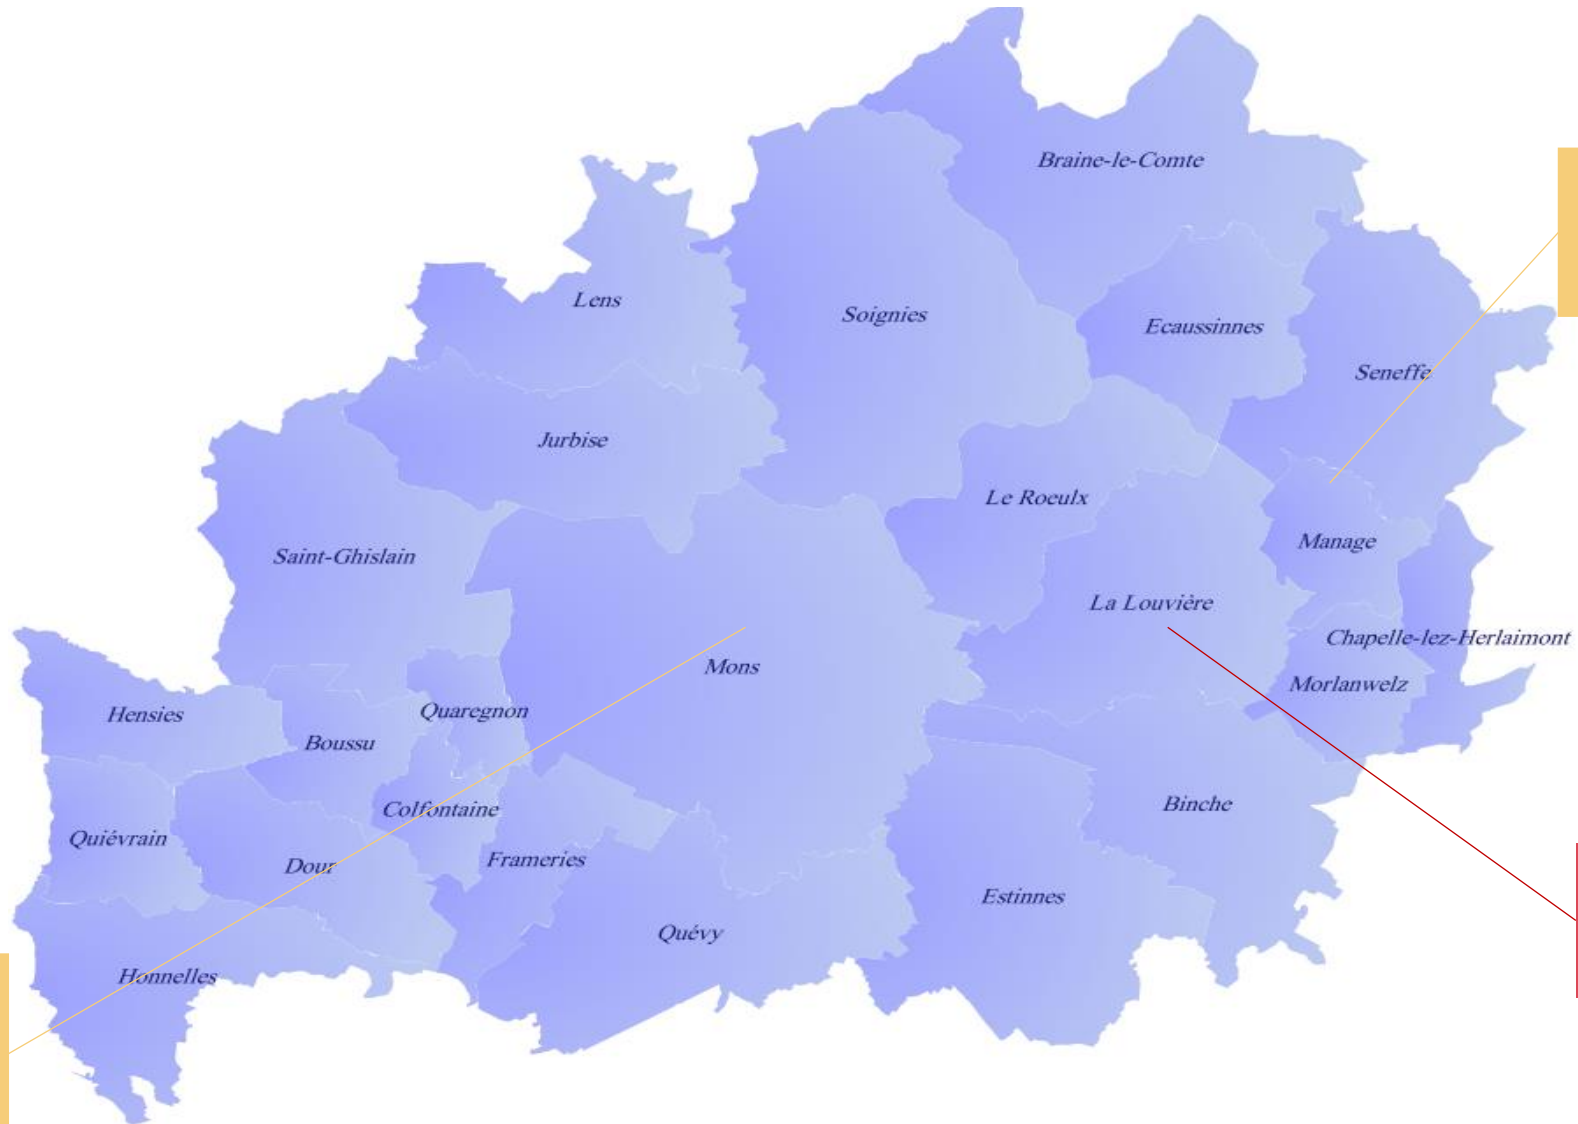 Braine-le-Comte
Lens
Soignies
Ecaussinnes
Seneffe
Jurbise
Le Roeulx
Manage
Saint-Ghislain
La Louvière
Chapelle-lez-Herlaimont
Mons
Morlanwelz
Hensies
Quaregnon
Boussu
Binche
Colfontaine
Quiévrain
Frameries
Dour
Estinnes
Quévy
Honnelles